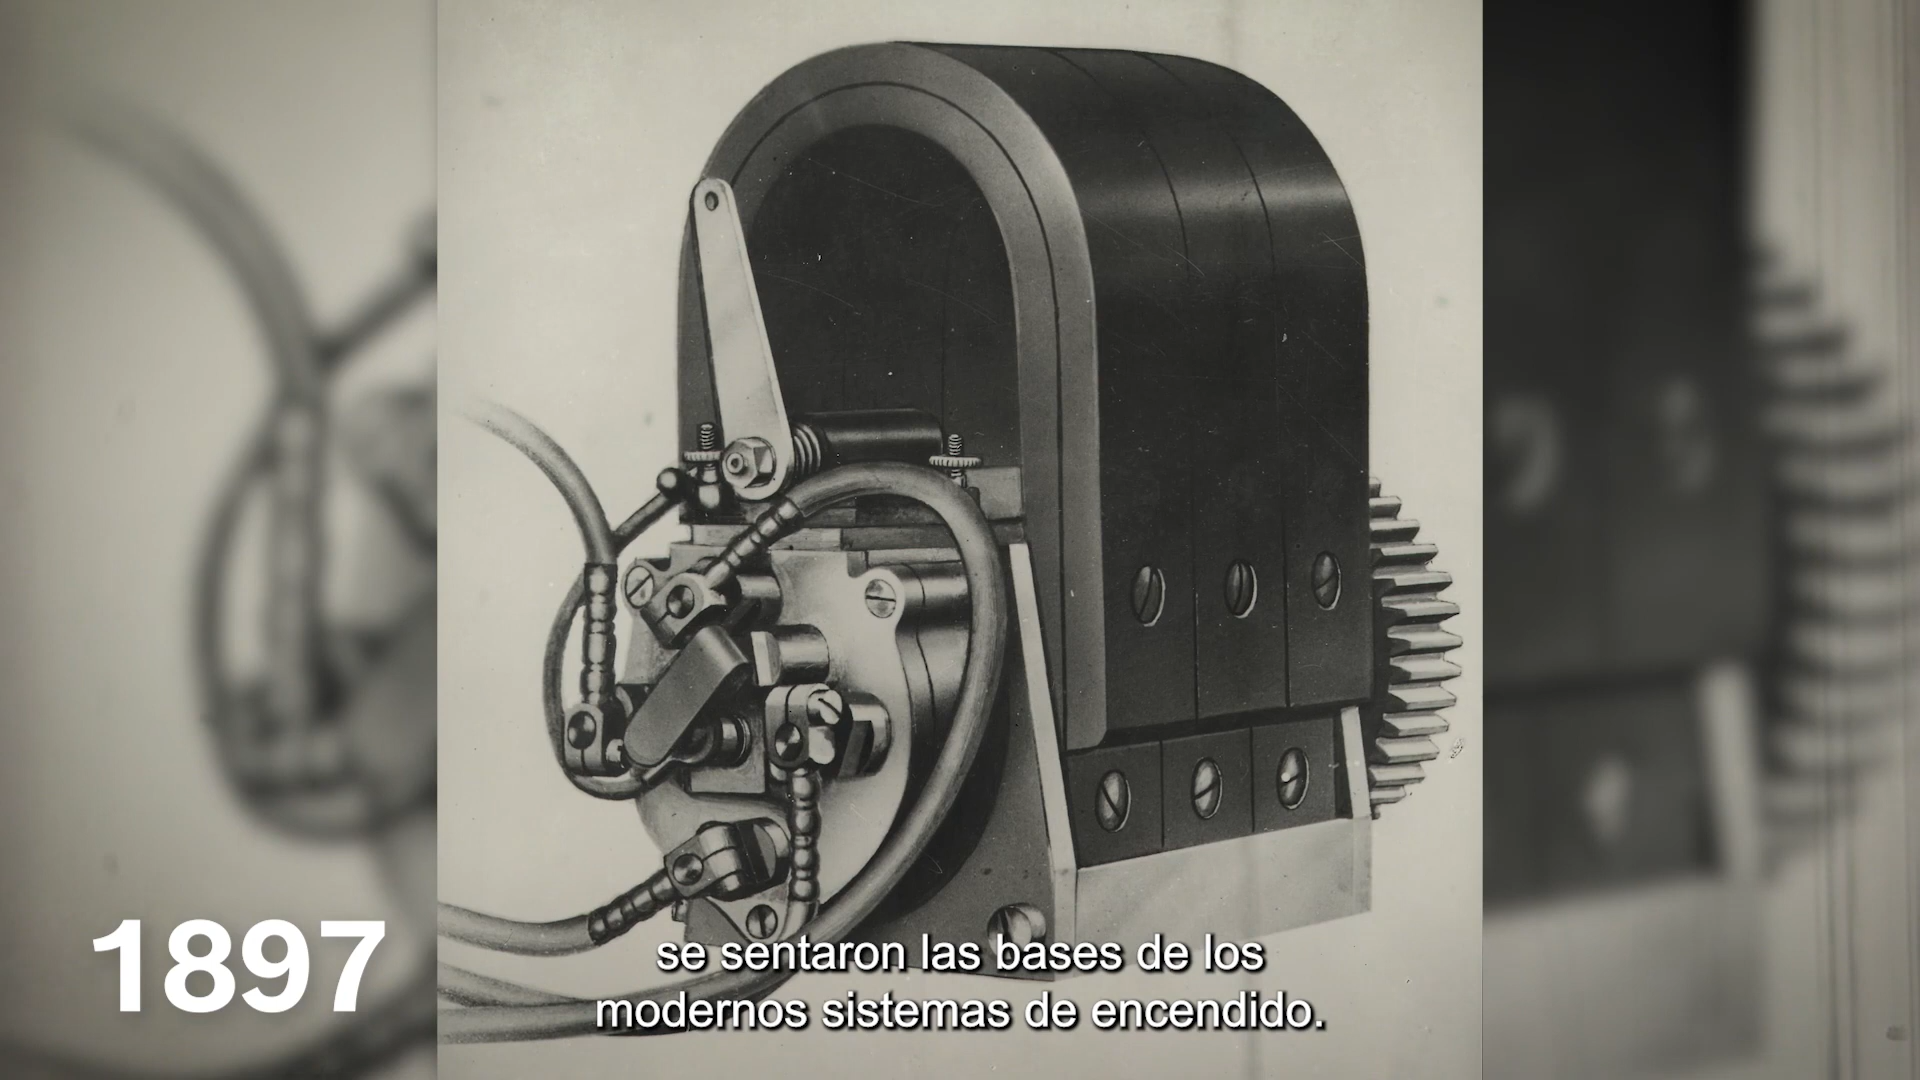 1897
se sentaron las bases de los
modernos sistemas de encendido.